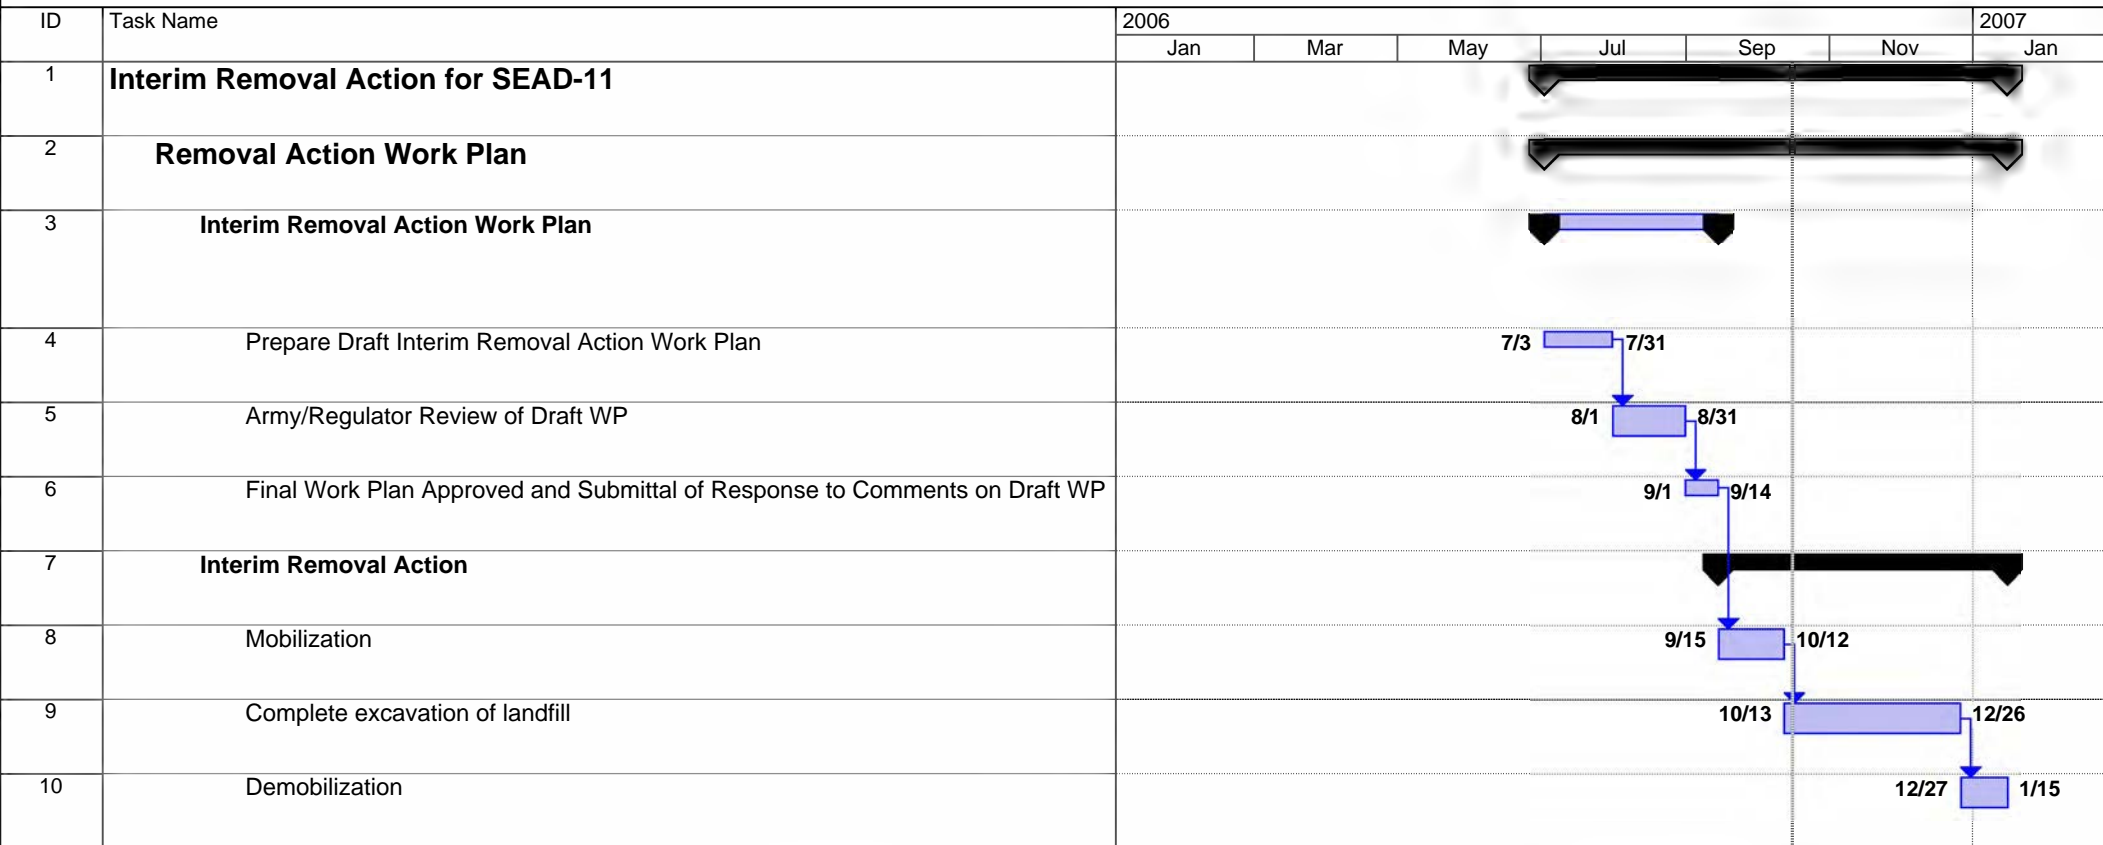 ID Task Name 2006 2007
Jan Mar May Jul Sep Nov Jan
1 Interim Removal Action for SEAD-11
2 Removal Action Work Plan
3 Interim Removal Action Work Plan
4 Prepare Draft Interim Removal Action Work Plan 7/3 7/31
5 Army/Regulator Review of Draft WP 8/1 8/31
6 Final Work Plan Approved and Submittal of Response to Comments on Draft WP 9/1 9/14
7 Interim Removal Action
8 Mobilization 9/15 10/12
9 Complete excavation of landfill 10/13 12/26
10 Demobilization 12/27 1/15